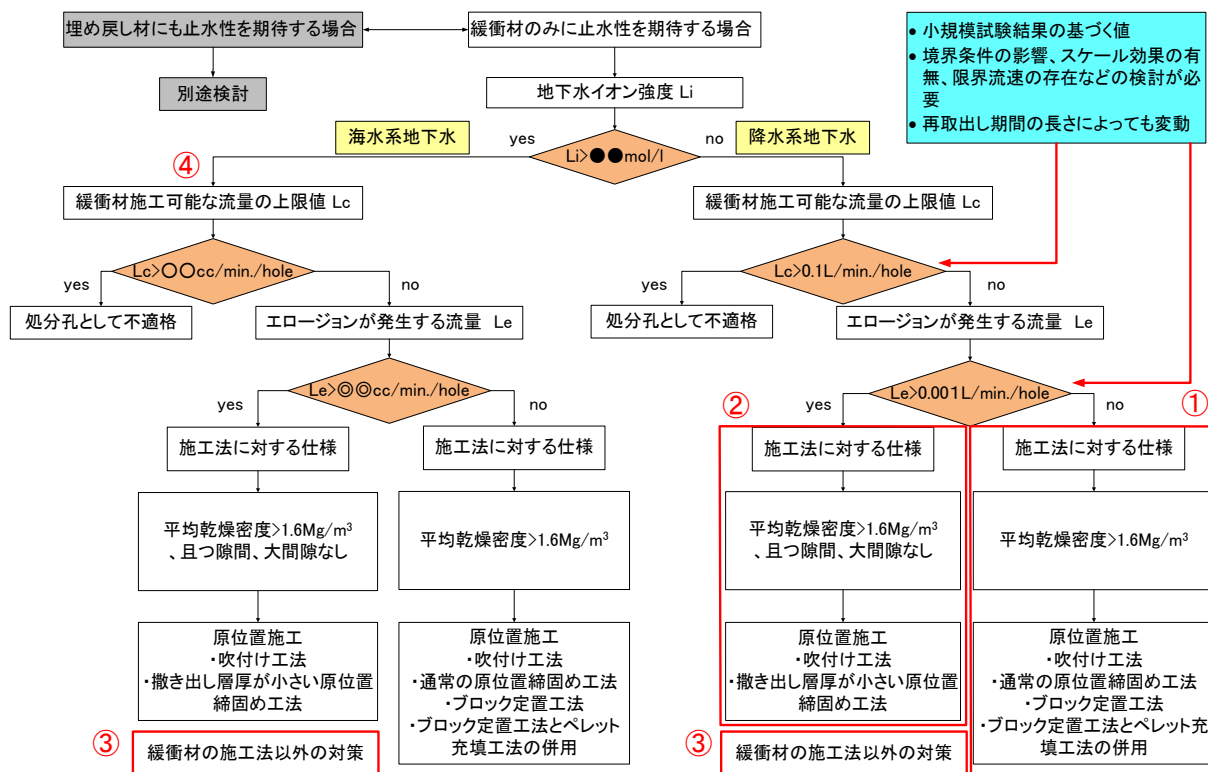 埋め戻し材にも止水性を期待する場合
緩衝材のみに止水性を期待する場合
別途検討
地下水イオン強度 Li
• 小規模試験結果の基づく値
• 境界条件の影響、スケール効果の有
無、限界流速の存在などの検討が必
要
• 再取出し期間の長さによっても変動
海水系地下水
yes
Li>●●mol/l
no
降水系地下水
④
緩衝材施工可能な流量の上限値 Lc
緩衝材施工可能な流量の上限値 Lc
Lc>〇〇cc/min./hole
yes
no
Lc>0.1L/min./hole
yes
no
処分孔として不適格
エロージョンが発生する流量 Le
処分孔として不適格
エロージョンが発生する流量 Le
Le>◎◎cc/min./hole
yes
no
Le>0.001L/min./hole
yes
no
②
①
施工法に対する仕様
施工法に対する仕様
施工法に対する仕様
施工法に対する仕様
平均乾燥密度>1.6Mg/m³
、且つ隙間、大間隙なし
平均乾燥密度>1.6Mg/m³
平均乾燥密度>1.6Mg/m³
、且つ隙間、大間隙なし
平均乾燥密度>1.6Mg/m³
原位置施工
・吹付け工法
・撒き出し層厚が小さい原位置
締固め工法
原位置施工
・吹付け工法
・通常の原位置締固め工法
・ブロック定置工法
・ブロック定置工法とペレット
充填工法の併用
原位置施工
・吹付け工法
・撒き出し層厚が小さい原位置
締固め工法
原位置施工
・吹付け工法
・通常の原位置締固め工法
・ブロック定置工法
・ブロック定置工法とペレット充
填工法の併用
③
緩衝材の施工法以外の対策
③
緩衝材の施工法以外の対策